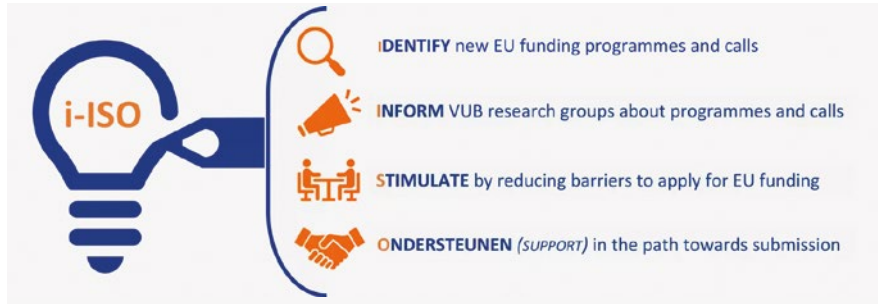 i-ISO
IDENTIFY new EU funding programmes and calls
INFORM VUB research groups about programmes and calls
STIMULATE by reducing barriers to apply for EU funding
ONDERSTEUNEN (SUPPORT) in the path towards submission